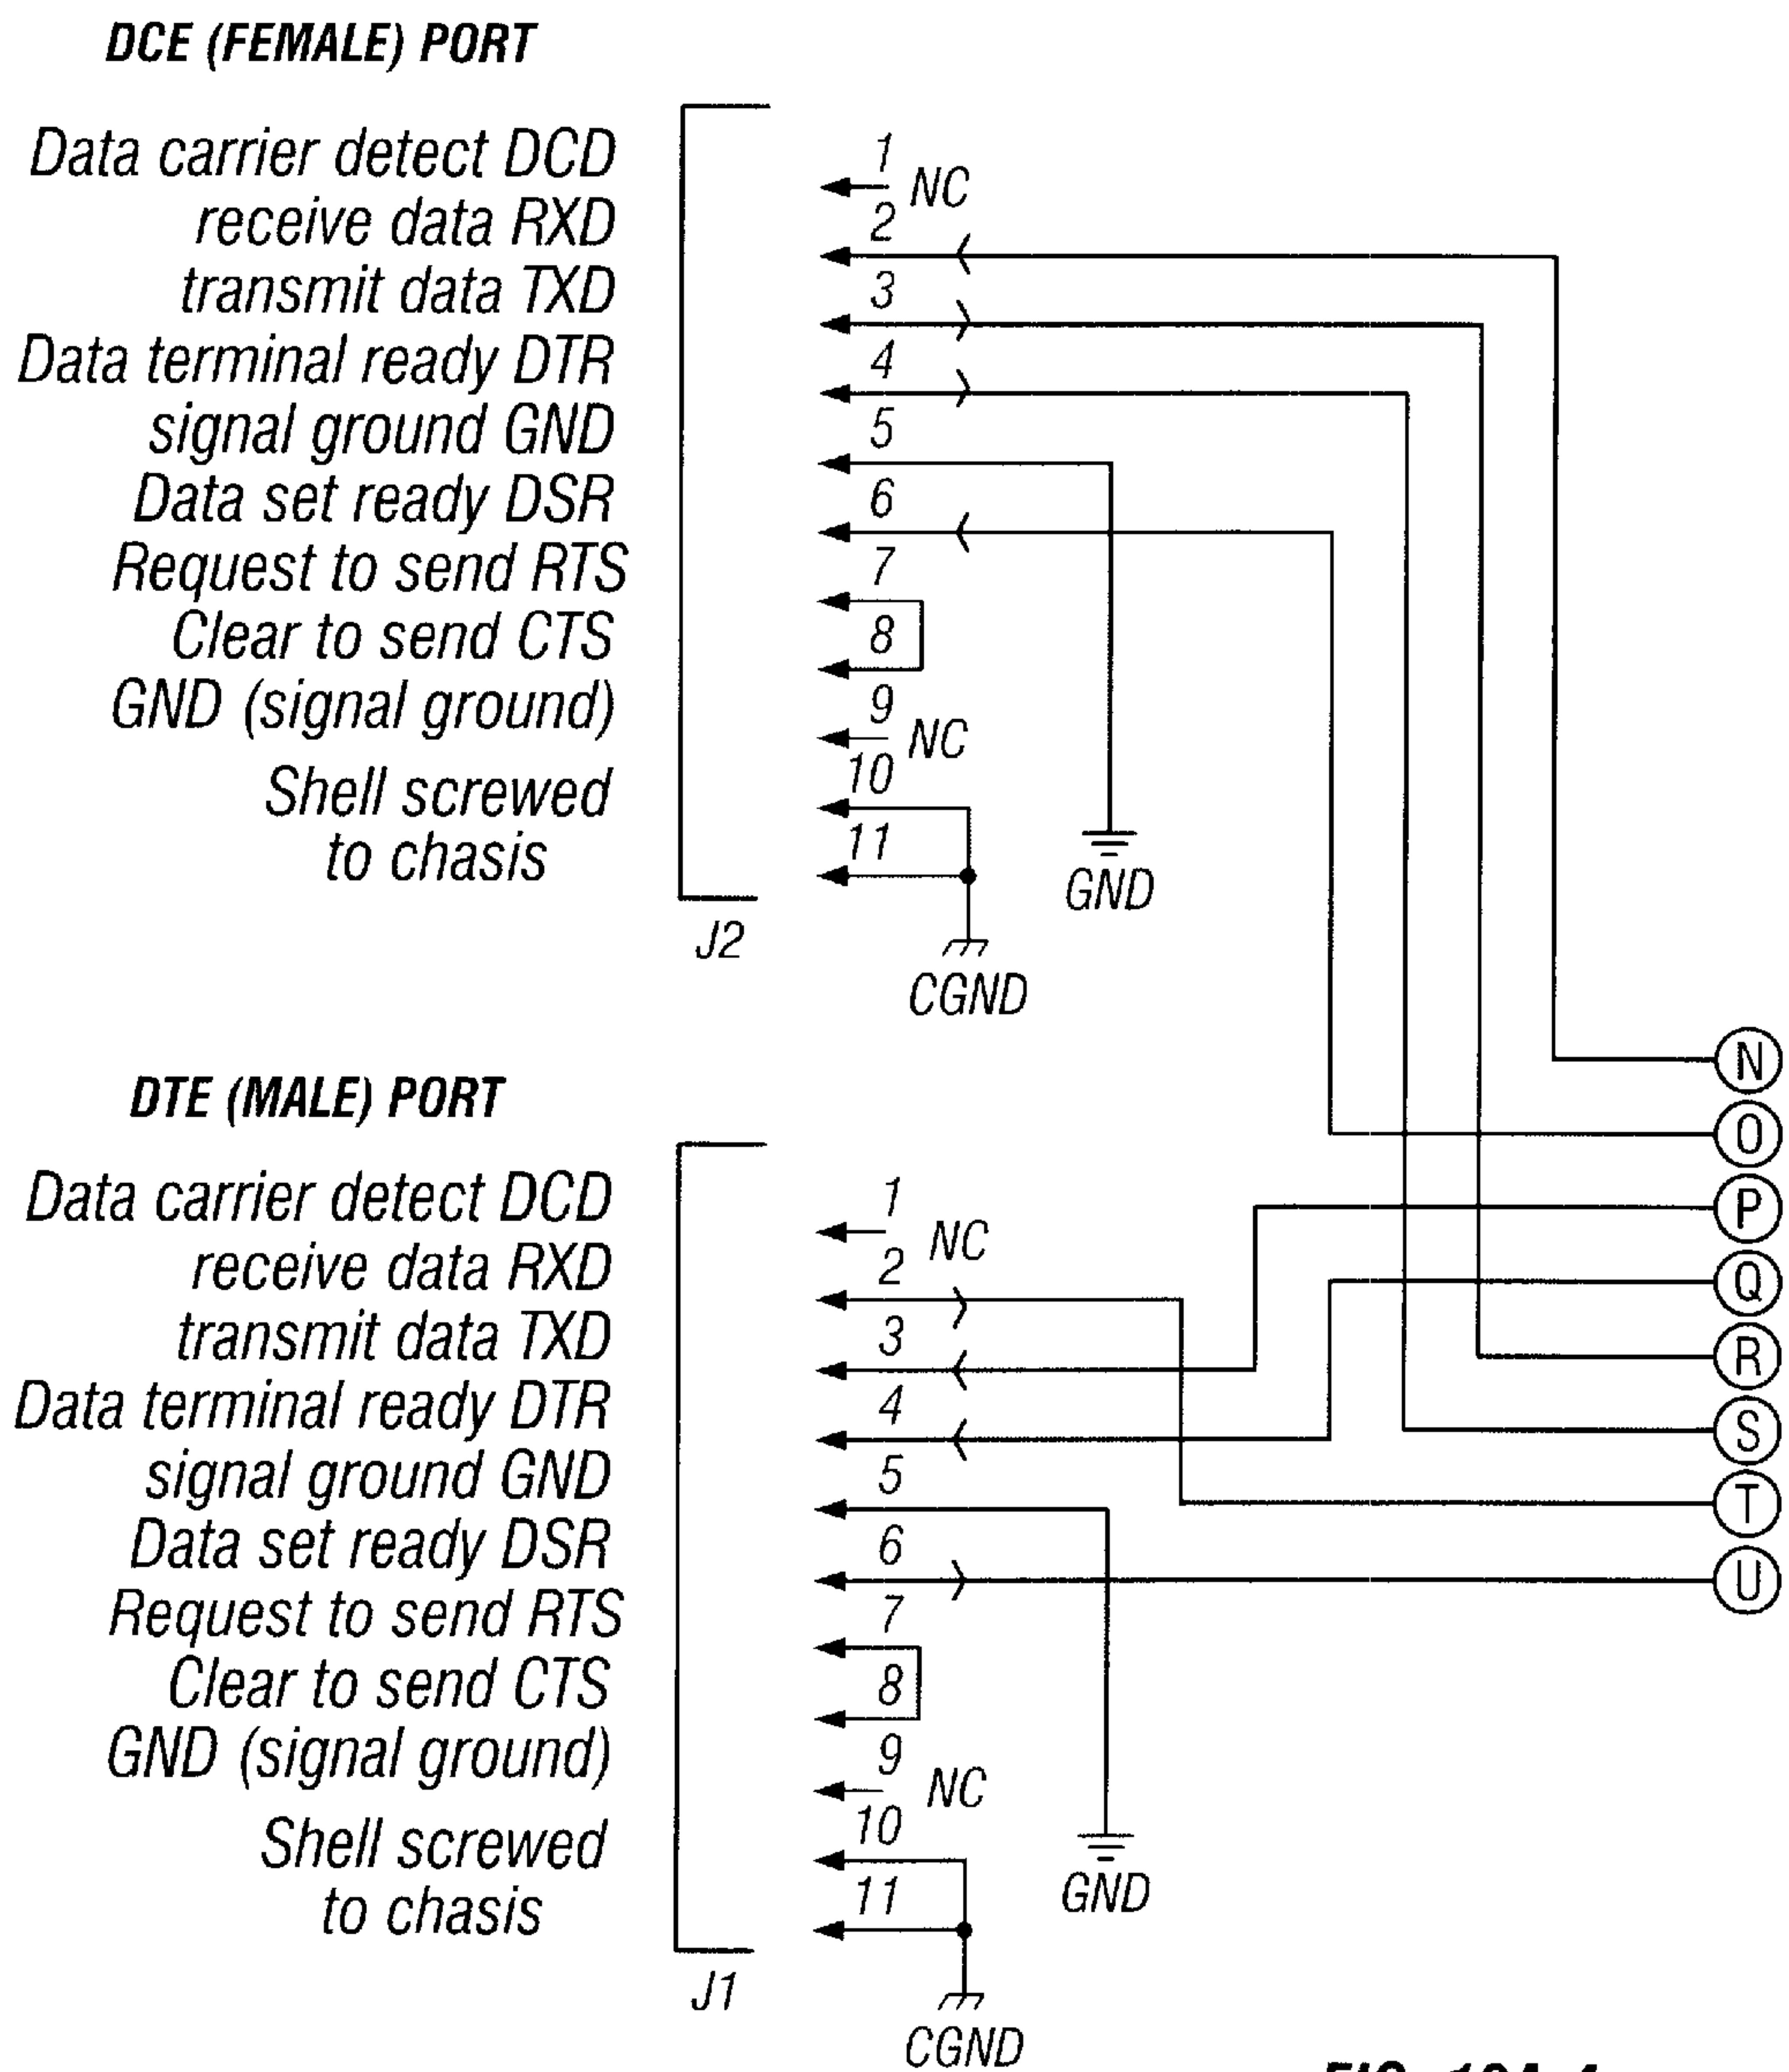 DCE (FEMALE) PORT
Data carrier detect DCD
receive data RXD
transmit data TXD
Data terminal ready DTR
signal ground GND
Data set ready DSR
Request to send RTS
Clear to send CTS
GND (signal ground)
Shell screwed
to chasis
1 NC
2
3
4
5
6
7
8
9 NC
10
11
GND
J2
CGND
DTE (MALE) PORT
Data carrier detect DCD
receive data RXD
transmit data TXD
Data terminal ready DTR
signal ground GND
Data set ready DSR
Request to send RTS
Clear to send CTS
GND (signal ground)
Shell screwed
to chasis
1 NC
2
3
4
5
6
7
8
9 NC
10
11
GND
J1
CGND
N
O
P
Q
R
S
T
U